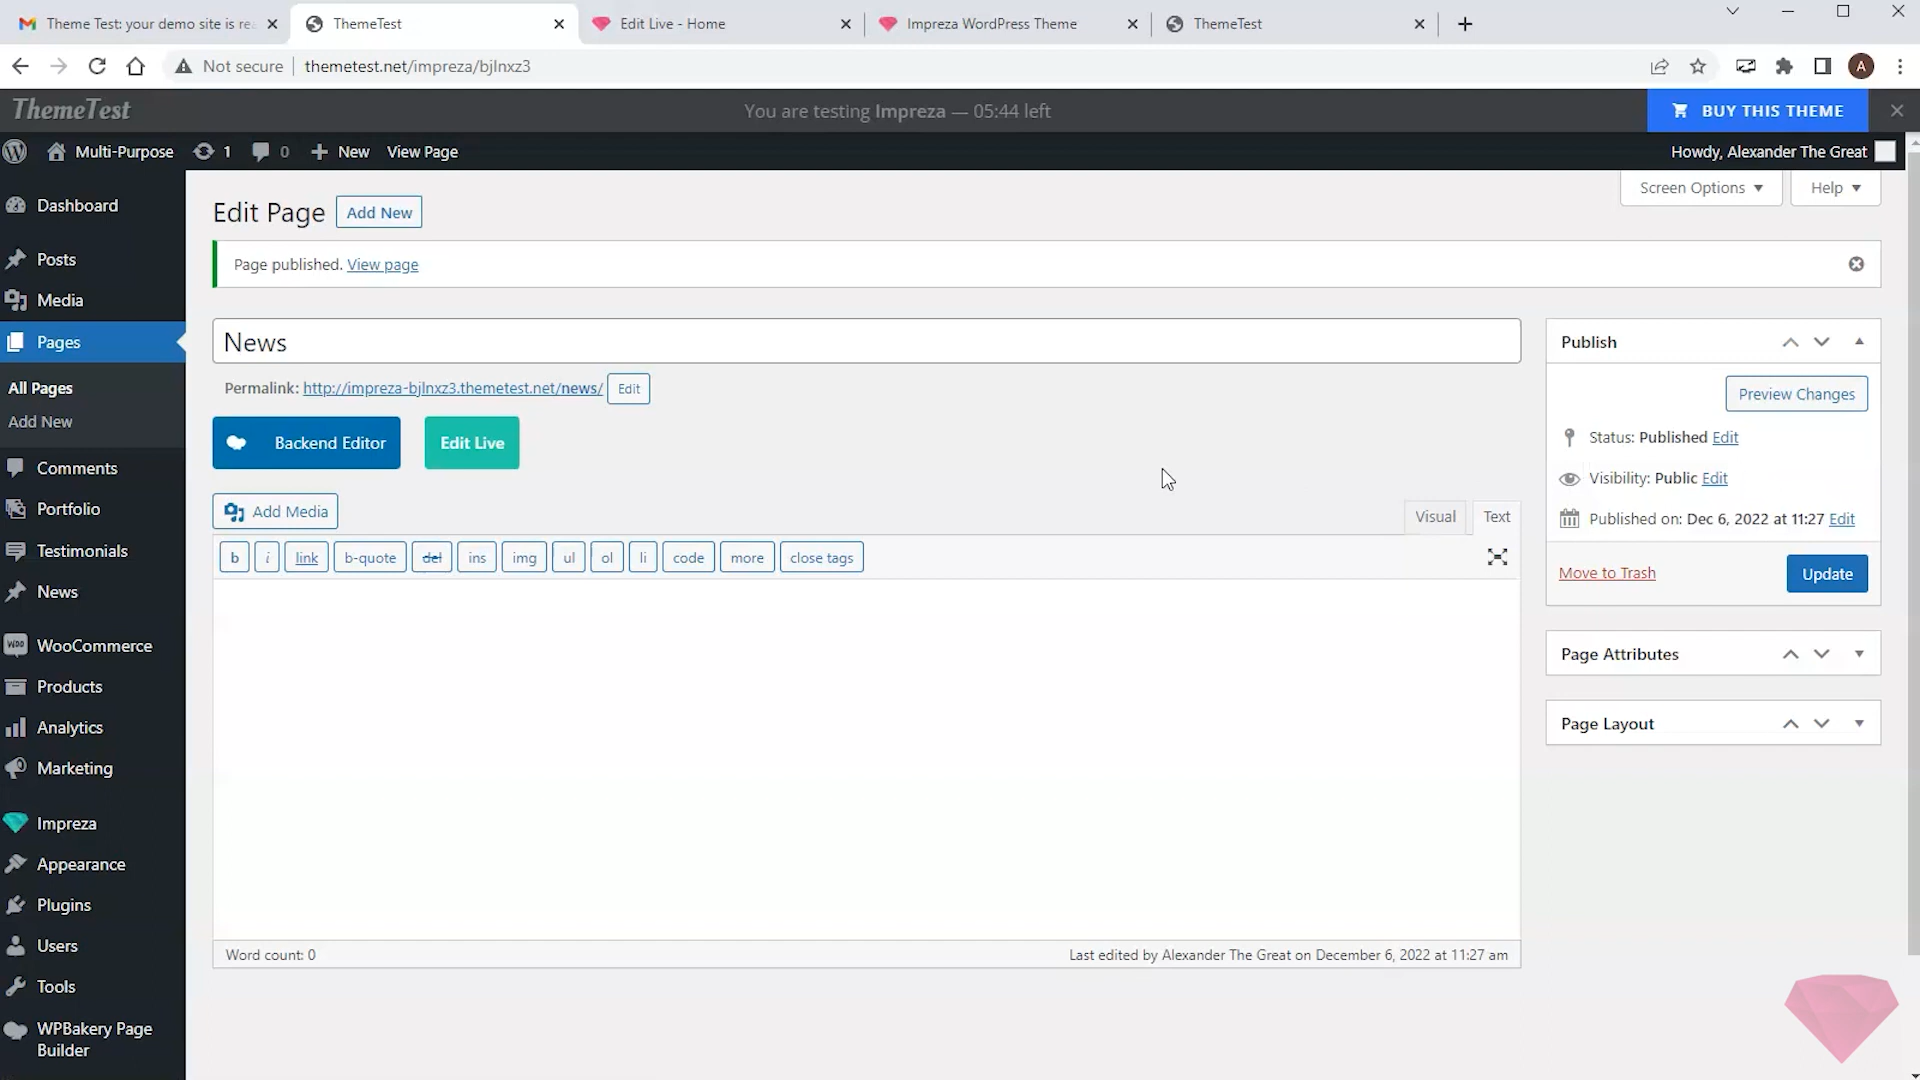 Theme Test: your demo site is rea
ThemeTest
Edit Live - Home
Impreza WordPress Theme
ThemeTest
Not secure
themetest.net/impreza/bjlnxz3
A
ThemeTest
You are testing Impreza — 05:44 left
BUY THIS THEME
Multi-Purpose
1
0
New
View Page
Howdy, Alexander The Great
Screen Options
Help
Dashboard
Posts
Media
Pages
All Pages
Add New
Comments
Portfolio
Testimonials
News
WooCommerce
Products
Analytics
Marketing
Impreza
Appearance
Plugins
Users
Tools
WPBakery Page
Builder
Edit Page
Add New
Page published. View page
News
Permalink: http://impreza-bjlnxz3.themetest.net/news/
Edit
Backend Editor
Edit Live
Add Media
Visual
Text
b
i
link
b-quote
del
ins
img
ul
ol
li
code
more
close tags
Word count: 0
Last edited by Alexander The Great on December 6, 2022 at 11:27 am
Publish
Preview Changes
Status: Published Edit
Visibility: Public Edit
Published on: Dec 6, 2022 at 11:27 Edit
Move to Trash
Update
Page Attributes
Page Layout